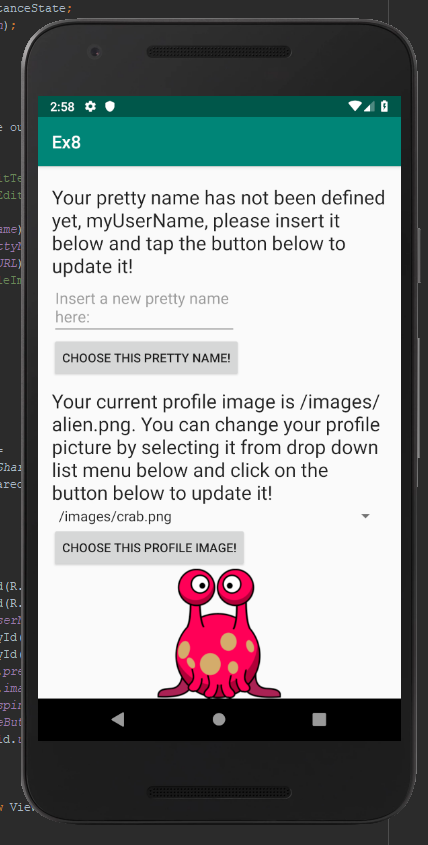 tanceState;
);
2:58
Ex8
Your pretty name has not been defined
yet, myUserName, please insert it
below and tap the button below to
update it!
Insert a new pretty name
here:
CHOOSE THIS PRETTY NAME!
Your current profile image is /images/
alien.png. You can change your profile
picture by selecting it from drop down
list menu below and click on the
button below to update it!
/images/crab.png
CHOOSE THIS PROFILE IMAGE!